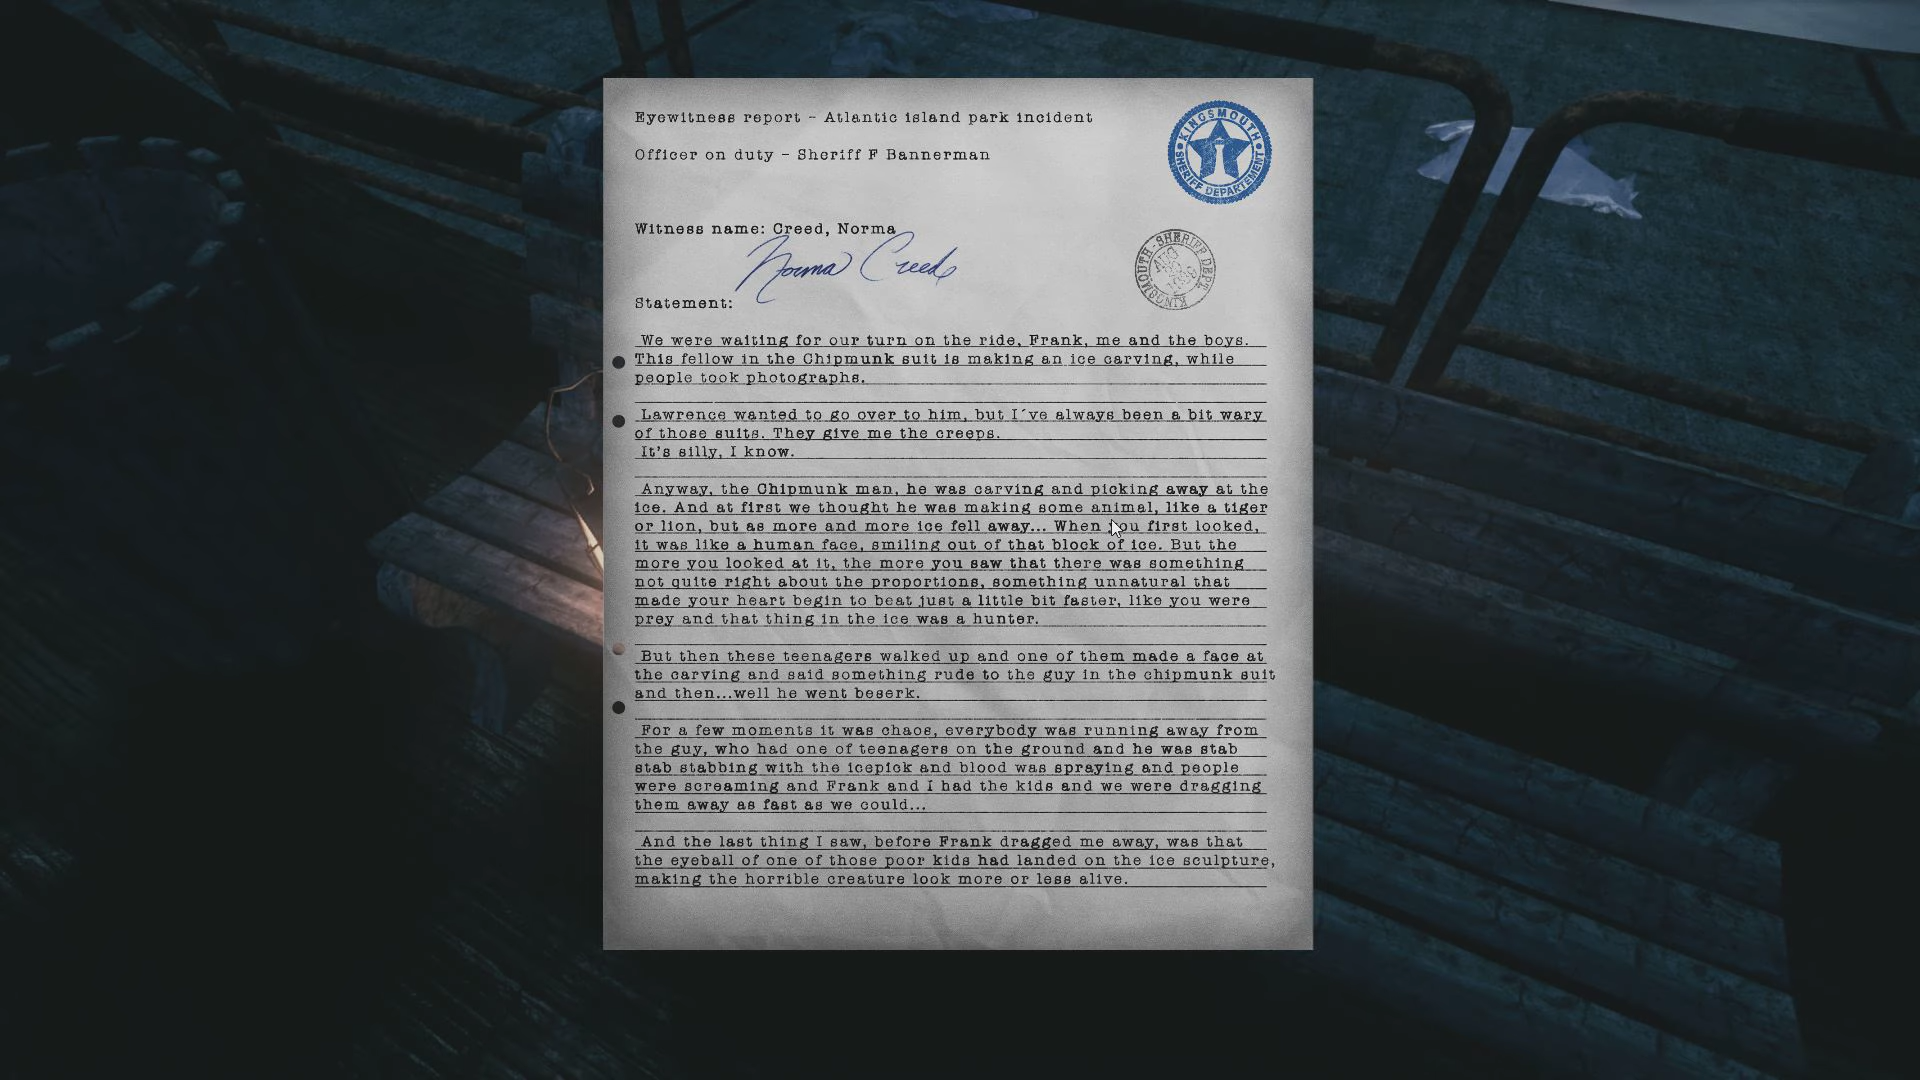 Eyewitness report - Atlantic island park incident
Officer on duty - Sheriff F Bannerman
KINGSMOUTH
SHERIFF DEPARTEMENT
Witness name: Creed, Norma
Norma Creed
KINGSMOUTH - SHERIFF DEPT
AUG
Statement:
We were waiting for our turn on the ride, Frank, me and the boys.
This fellow in the Chipmunk suit is making an ice carving, while
people took photographs.
Lawrence wanted to go over to him, but I´ve always been a bit wary
of those suits. They give me the creeps.
It's silly, I know.
Anyway, the Chipmunk man, he was carving and picking away at the
ice. And at first we thought he was making some animal, like a tiger
or lion, but as more and more ice fell away... When you first looked,
it was like a human face, smiling out of that block of ice. But the
more you looked at it, the more you saw that there was something
not quite right about the proportions, something unnatural that
made your heart begin to beat just a little bit faster, like you were
prey and that thing in the ice was a hunter.
But then these teenagers walked up and one of them made a face at
the carving and said something rude to the guy in the chipmunk suit
and then...well he went beserk.
For a few moments it was chaos, everybody was running away from
the guy, who had one of teenagers on the ground and he was stab
stab stabbing with the icepick and blood was spraying and people
were screaming and Frank and I had the kids and we were dragging
them away as fast as we could...
And the last thing I saw, before Frank dragged me away, was that
the eyeball of one of those poor kids had landed on the ice sculpture,
making the horrible creature look more or less alive.